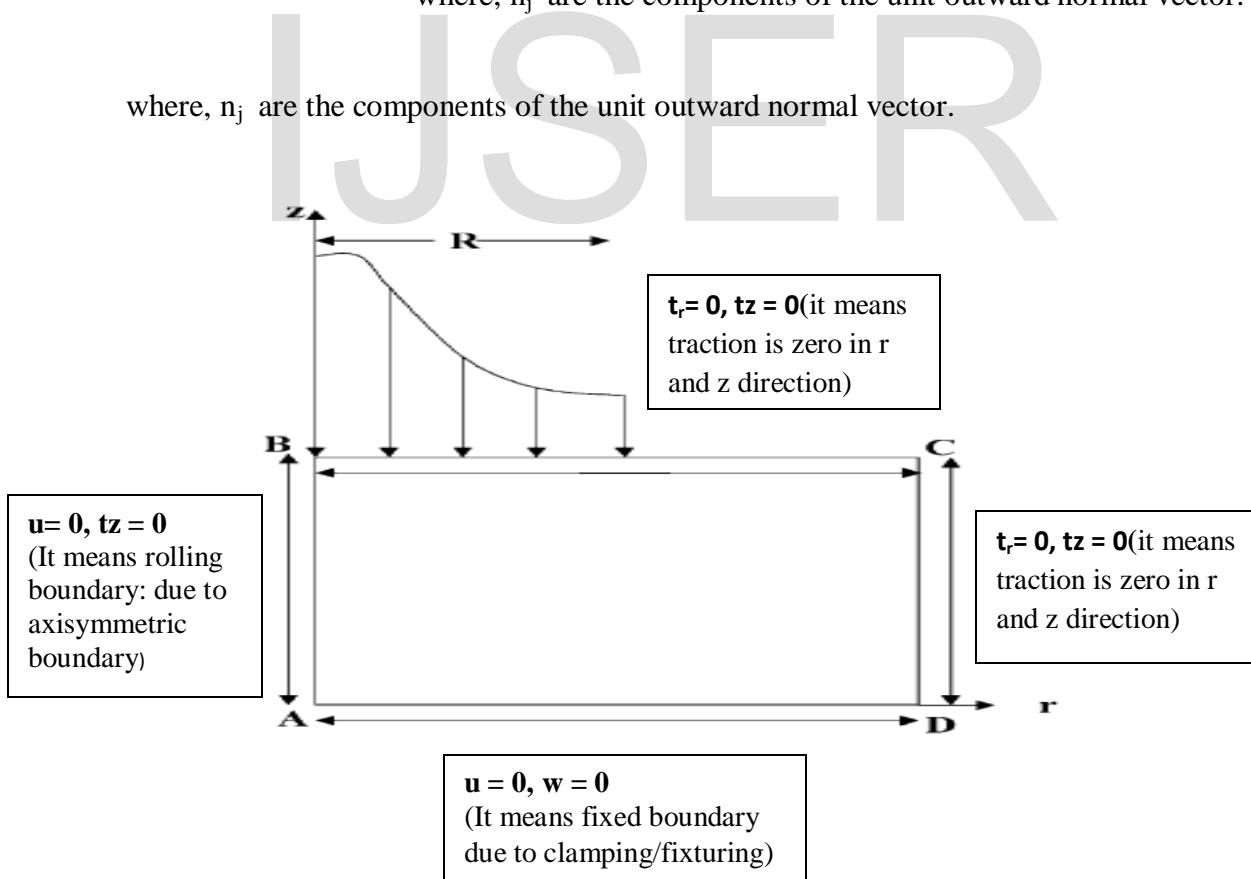 where, nj are the components of the unit outward normal vector.
where, nj are the components of the unit outward normal vector.
IJSER
z
R
tr= 0, tz = 0(it means
traction is zero in r
and z direction)
B
C
u= 0, tz = 0
(It means rolling
boundary: due to
axisymmetric
boundary)
tr= 0, tz = 0(it means
traction is zero in r
and z direction)
A
D
r
u = 0, w = 0
(It means fixed boundary
due to clamping/fixturing)